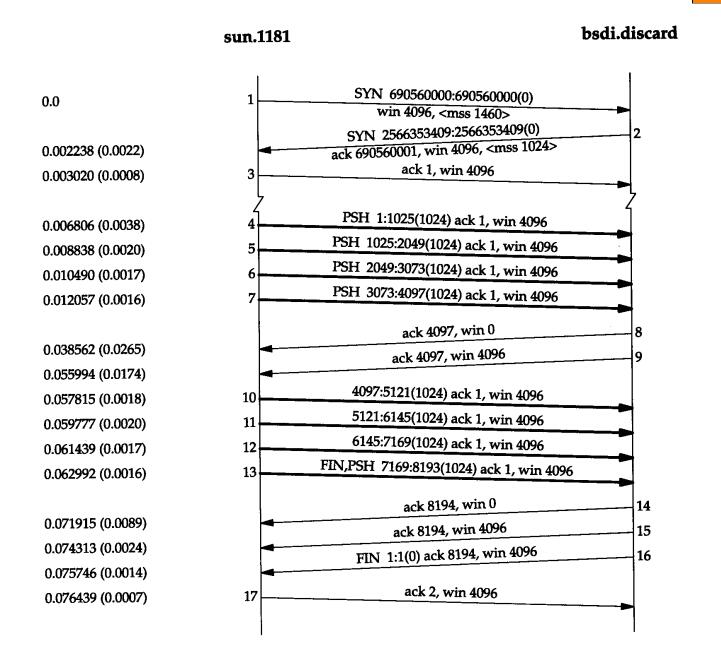 sun.1181 bsdi.discard
0.0 1 SYN 690560000:690560000(0)
win 4096, <mss 1460>
SYN 2566353409:2566353409(0) 2
0.002238 (0.0022) ack 690560001, win 4096, <mss 1024>
0.003020 (0.0008) 3 ack 1, win 4096
0.006806 (0.0038) 4 PSH 1:1025(1024) ack 1, win 4096
0.008838 (0.0020) 5 PSH 1025:2049(1024) ack 1, win 4096
0.010490 (0.0017) 6 PSH 2049:3073(1024) ack 1, win 4096
0.012057 (0.0016) 7 PSH 3073:4097(1024) ack 1, win 4096
ack 4097, win 0 8
0.038562 (0.0265)
ack 4097, win 4096 9
0.055994 (0.0174)
0.057815 (0.0018) 10 4097:5121(1024) ack 1, win 4096
0.059777 (0.0020) 11 5121:6145(1024) ack 1, win 4096
0.061439 (0.0017) 12 6145:7169(1024) ack 1, win 4096
0.062992 (0.0016) 13 FIN,PSH 7169:8193(1024) ack 1, win 4096
ack 8194, win 0 14
0.071915 (0.0089)
ack 8194, win 4096 15
0.074313 (0.0024)
FIN 1:1(0) ack 8194, win 4096 16
0.075746 (0.0014)
0.076439 (0.0007) 17 ack 2, win 4096